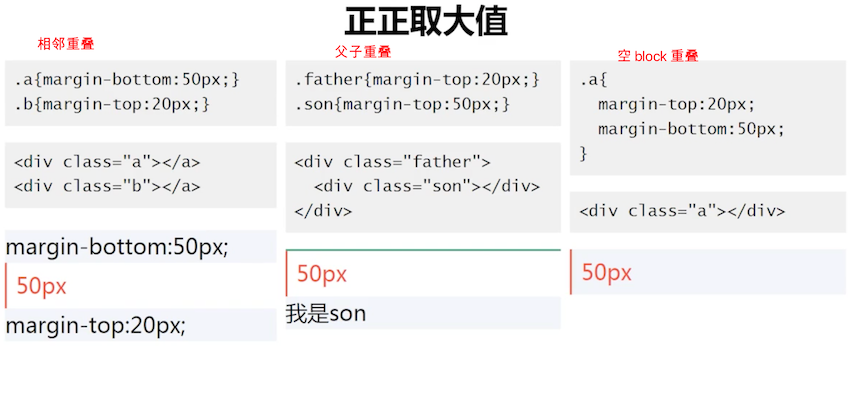 正正取大值
相邻重叠
.a{margin-bottom:50px;}
.b{margin-top:20px;}
<div class="a"></a>
<div class="b"></a>
margin-bottom:50px;
50px
margin-top:20px;
父子重叠
.father{margin-top:20px;}
.son{margin-top:50px;}
<div class="father">
  <div class="son"></div>
</div>
50px
我是son
空 block 重叠
.a{
  margin-top:20px;
  margin-bottom:50px;
}
<div class="a"></div>
50px